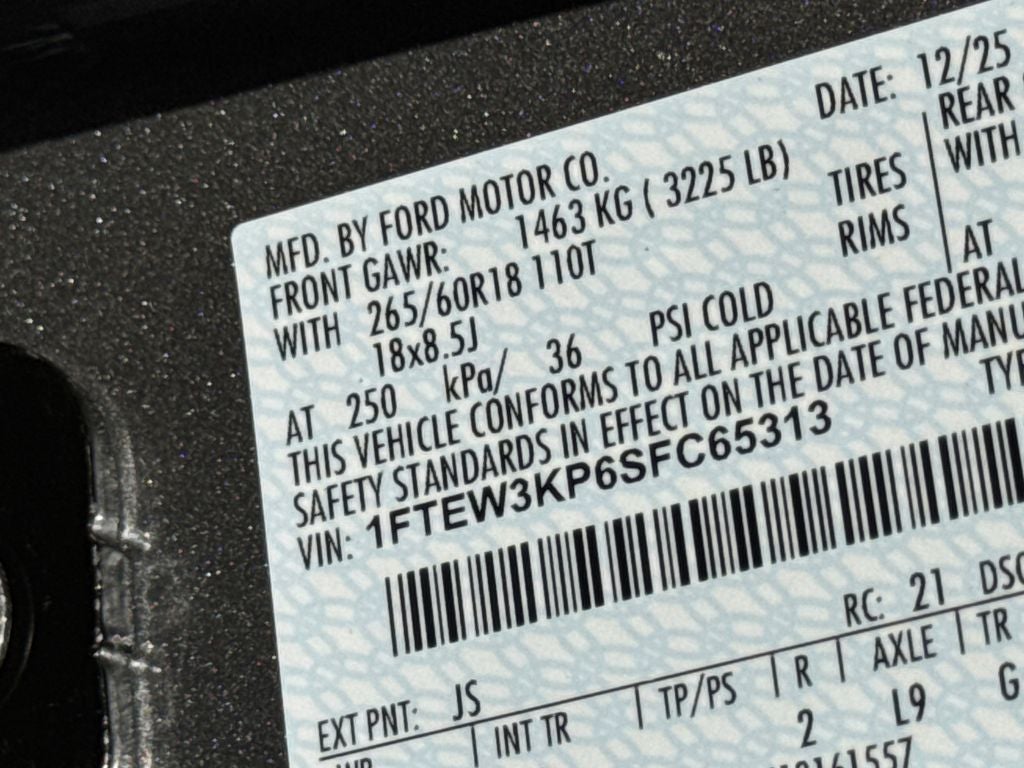 DATE: 12/25
MFD. BY FORD MOTOR CO.
FRONT GAWR: 1463 KG ( 3225 LB) TIRES REAR
WITH 265/60R18 110T RIMS WITH
18x8.5J
AT 250 kPa/ 36 PSI COLD AT
THIS VEHICLE CONFORMS TO ALL APPLICABLE FEDERAL
SAFETY STANDARDS IN EFFECT ON THE DATE OF
VIN: 1FTEW3KP6SFC65313
RC: 21
EXT PNT: JS
INT TR TP/PS R AXLE TR
2 L9